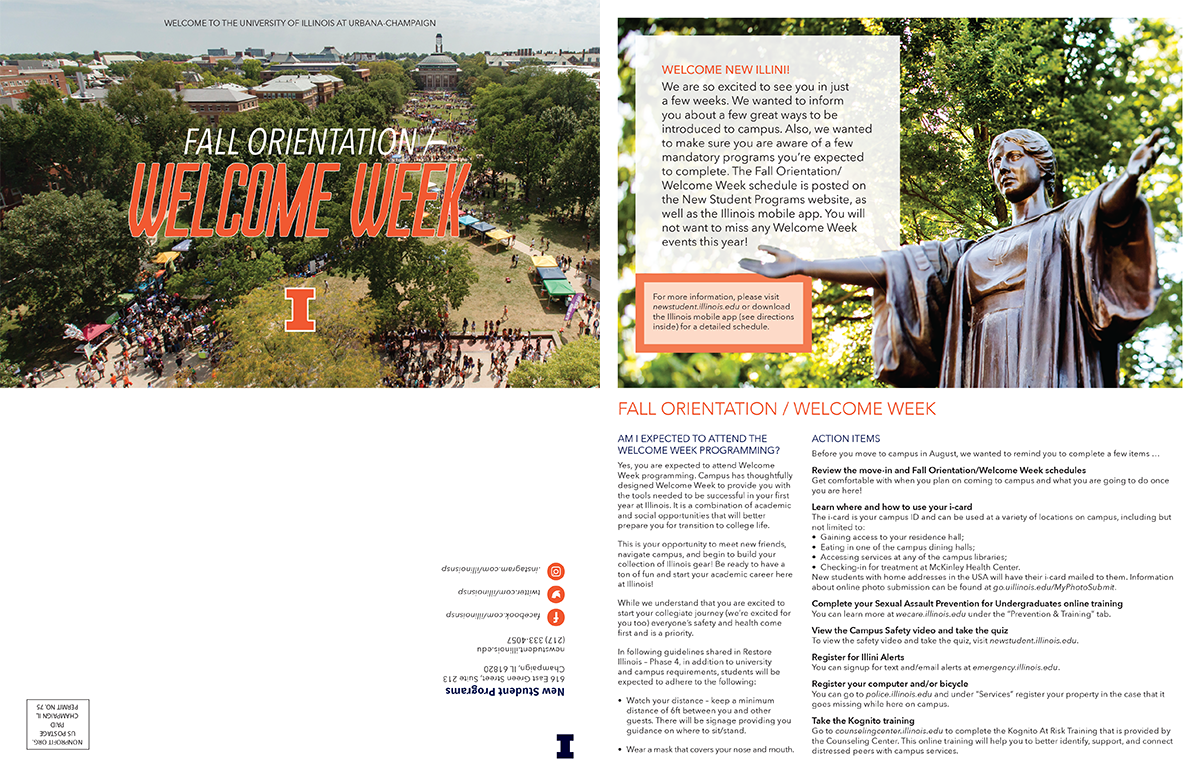 WELCOME TO THE UNIVERSITY OF ILLINOIS AT URBANA-CHAMPAIGN
FALL ORIENTATION /
WELCOME WEEK
I
WELCOME NEW ILLINI!
We are so excited to see you in just
a few weeks. We wanted to inform
you about a few great ways to be
introduced to campus. Also, we wanted
to make sure you are aware of a few
mandatory programs you’re expected
to complete. The Fall Orientation/
Welcome Week schedule is posted on
the New Student Programs website, as
well as the Illinois mobile app. You will
not want to miss any Welcome Week
events this year!
For more information, please visit
newstudent.illinois.edu or download
the Illinois mobile app (see directions
inside) for a detailed schedule.
New Student Programs
616 East Green Street, Suite 213
Champaign, IL 61820
newstudent.illinois.edu
(217) 333-4057
facebook.com/illinoisnsp
twitter.com/illinoisnsp
instagram.com/illinoisnsp
NONPROFIT ORG.
US POSTAGE
PAID
CHAMPAIGN IL
PERMIT NO. 75
I
FALL ORIENTATION / WELCOME WEEK
AM I EXPECTED TO ATTEND THE
WELCOME WEEK PROGRAMMING?
Yes, you are expected to attend Welcome
Week programming. Campus has thoughtfully
designed Welcome Week to provide you with
the tools needed to be successful in your first
year at Illinois. It is a combination of academic
and social opportunities that will better
prepare you for transition to college life.
This is your opportunity to meet new friends,
navigate campus, and begin to build your
collection of Illinois gear! Be ready to have a
ton of fun and start your academic career here
at Illinois!
While we understand that you are excited to
start your collegiate journey (we’re excited for
you too) everyone’s safety and health come
first and is a priority.
In following guidelines shared in Restore
Illinois – Phase 4, in addition to university
and campus requirements, students will be
expected to adhere to the following:
• Watch your distance – keep a minimum
distance of 6ft between you and other
guests. There will be signage providing you
guidance on where to sit/stand.
• Wear a mask that covers your nose and mouth.
ACTION ITEMS
Before you move to campus in August, we wanted to remind you to complete a few items …
Review the move-in and Fall Orientation/Welcome Week schedules
Get comfortable with when you plan on coming to campus and what you are going to do once
you are here!
Learn where and how to use your i-card
The i-card is your campus ID and can be used at a variety of locations on campus, including but
not limited to:
• Gaining access to your residence hall;
• Eating in one of the campus dining halls;
• Accessing services at any of the campus libraries;
• Checking-in for treatment at McKinley Health Center.
New students with home addresses in the USA will have their i-card mailed to them. Information
about online photo submission can be found at go.uillinois.edu/MyPhotoSubmit.
Complete your Sexual Assault Prevention for Undergraduates online training
You can learn more at wecare.illinois.edu under the “Prevention & Training” tab.
View the Campus Safety video and take the quiz
To view the safety video and take the quiz, visit newstudent.illinois.edu.
Register for Illini Alerts
You can signup for text and/email alerts at emergency.illinois.edu.
Register your computer and/or bicycle
You can go to police.illinois.edu and under “Services” register your property in the case that it
goes missing while here on campus.
Take the Kognito training
Go to counselingcenter.illinois.edu to complete the Kognito At Risk Training that is provided by
the Counseling Center. This online training will help you to better identify, support, and connect
distressed peers with campus services.